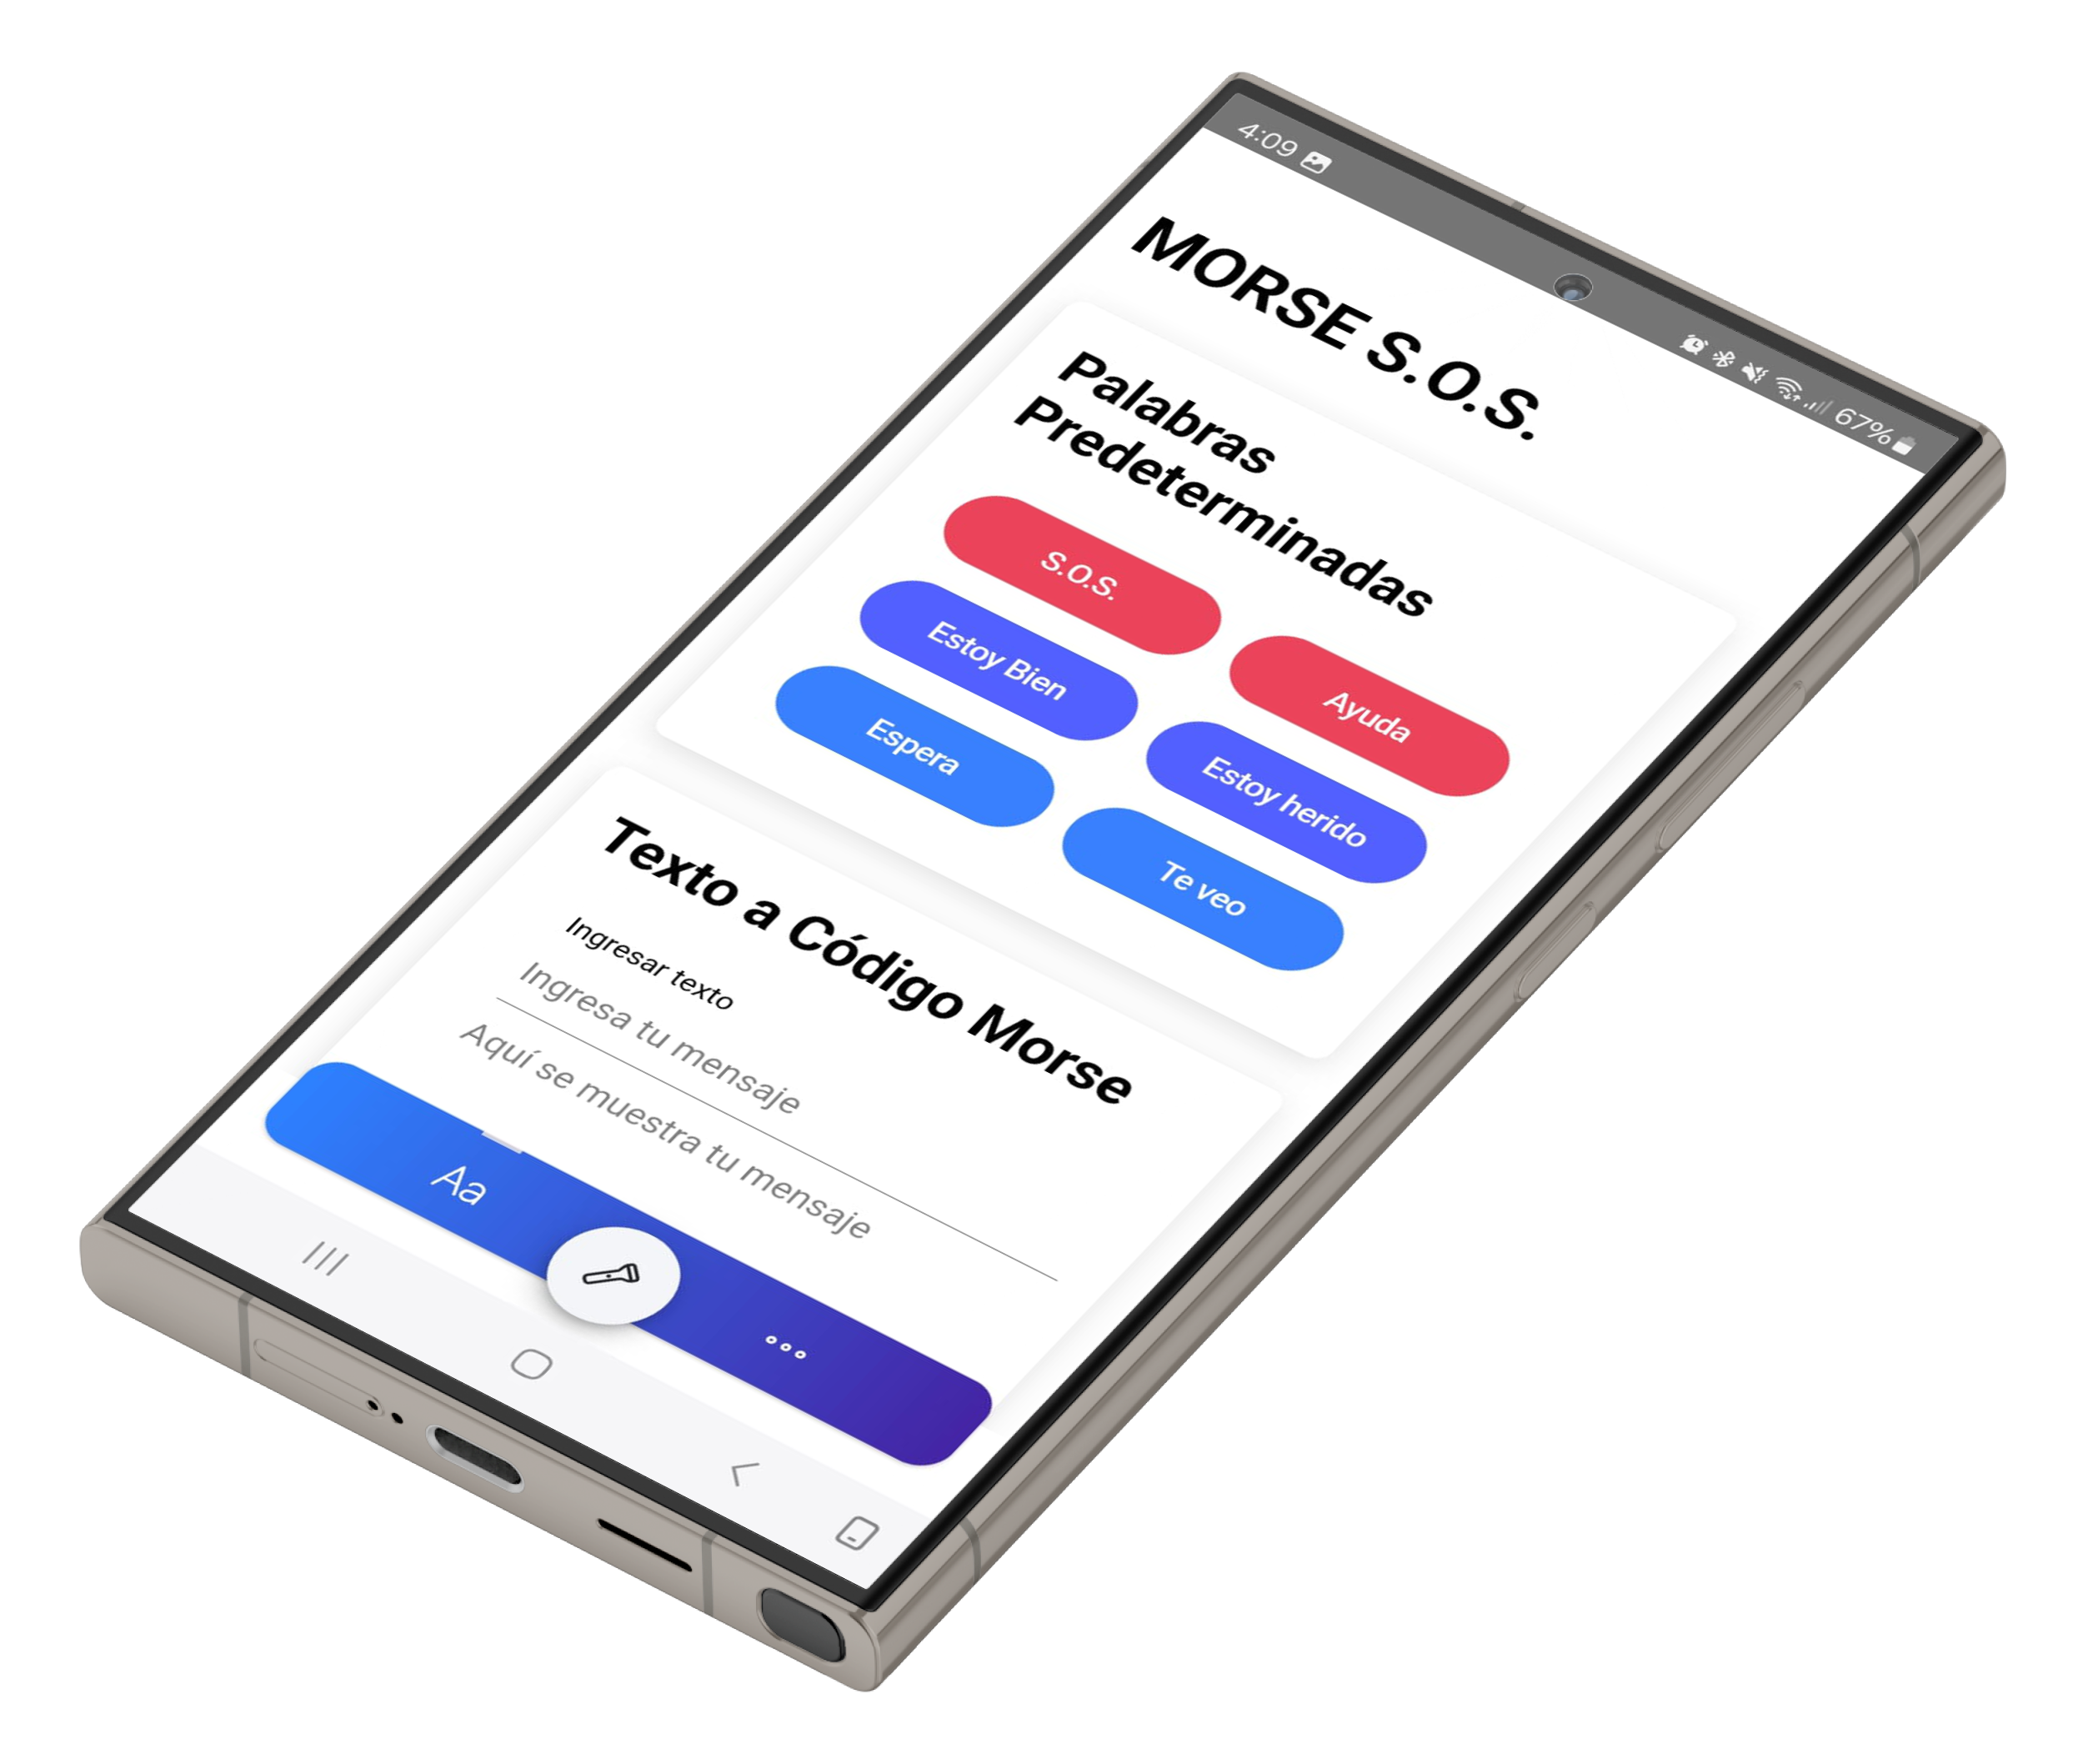 4:09
67%
MORSE S.O.S.
Palabras
Predeterminadas
S.O.S.
Ayuda
Estoy Bien
Estoy herido
Espera
Te veo
Texto a Código Morse
Ingresar texto
Ingresa tu mensaje
Aquí se muestra tu mensaje
Aa